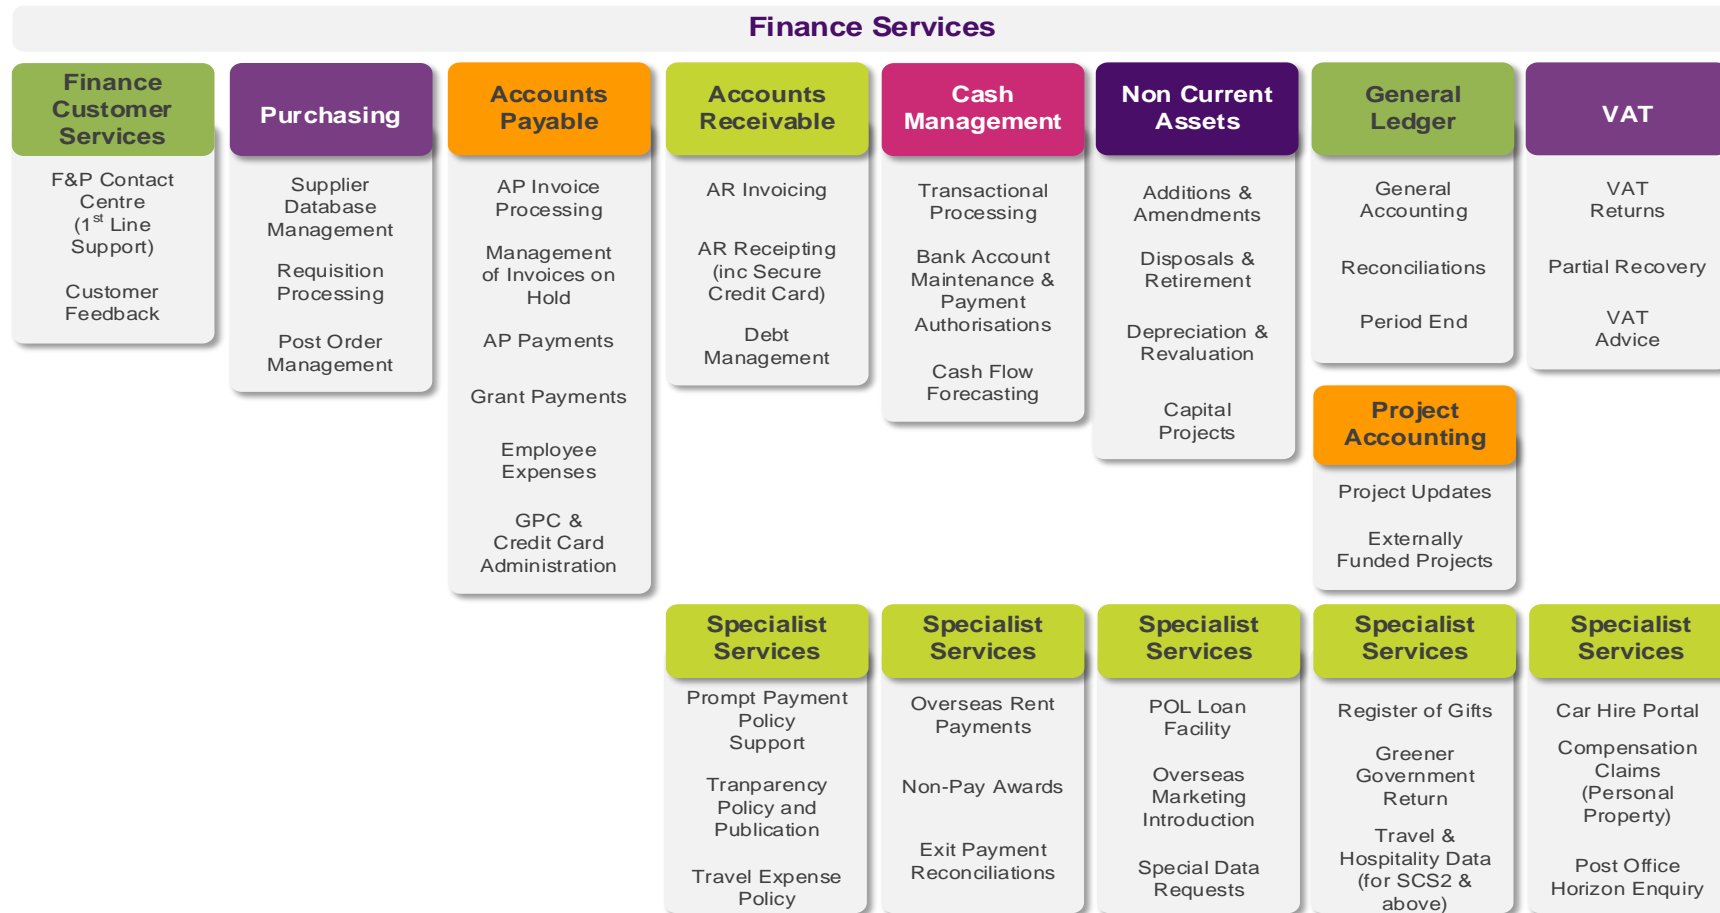 Finance Services
Finance
Customer
Services
F&P Contact
Centre
(1st Line
Support)
Customer
Feedback
Purchasing
Supplier
Database
Management
Requisition
Processing
Post Order
Management
Accounts
Payable
AP Invoice
Processing
Management
of Invoices on
Hold
AP Payments
Grant Payments
Employee
Expenses
GPC &
Credit Card
Administration
Accounts
Receivable
AR Invoicing
AR Receipting
(inc Secure
Credit Card)
Debt
Management
Cash
Management
Transactional
Processing
Bank Account
Maintenance &
Payment
Authorisations
Cash Flow
Forecasting
Non Current
Assets
Additions &
Amendments
Disposals &
Retirement
Depreciation &
Revaluation
Capital
Projects
General
Ledger
General
Accounting
Reconciliations
Period End
Project
Accounting
Project Updates
Externally
Funded Projects
VAT
VAT
Returns
Partial Recovery
VAT
Advice
Specialist
Services
Prompt Payment
Policy
Support
Tranparency
Policy and
Publication
Travel Expense
Policy
Specialist
Services
Overseas Rent
Payments
Non-Pay Awards
Exit Payment
Reconciliations
Specialist
Services
POL Loan
Facility
Overseas
Marketing
Introduction
Special Data
Requests
Specialist
Services
Register of Gifts
Greener
Government
Return
Travel &
Hospitality Data
(for SCS2 &
above)
Specialist
Services
Car Hire Portal
Compensation
Claims
(Personal
Property)
Post Office
Horizon Enquiry